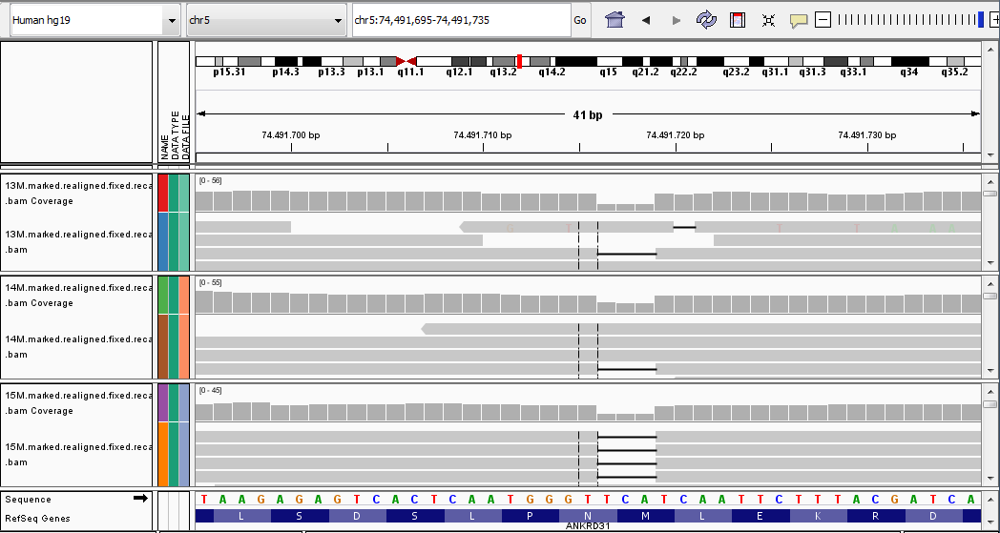 Human hg19 chr5 chr5:74,491,695-74,491,735 Go
p15.31 p14.3 p13.3 p13.1 q11.1 q12.1 q13.2 q14.2 q15 q21.2 q22.2 q23.2 q31.1 q31.3 q33.1 q34 q35.2
41 bp
74.491.700 bp 74.491.710 bp 74.491.720 bp 74.491.730 bp
NAME
DATA TYPE
DATA FILE
13M.marked.realigned.fixed.reca
.bam Coverage
[0 - 56]
13M.marked.realigned.fixed.reca
.bam
G T T T A A A
14M.marked.realigned.fixed.reca
.bam Coverage
[0 - 55]
14M.marked.realigned.fixed.reca
.bam
15M.marked.realigned.fixed.reca
.bam Coverage
[0 - 45]
15M.marked.realigned.fixed.reca
.bam
Sequence T A A G A G A G T C A C T C A A T G G G T T C A T C A A T T C T T T A C G A T C A
RefSeq Genes L S D S L P N M L E K R D
ANKRD31